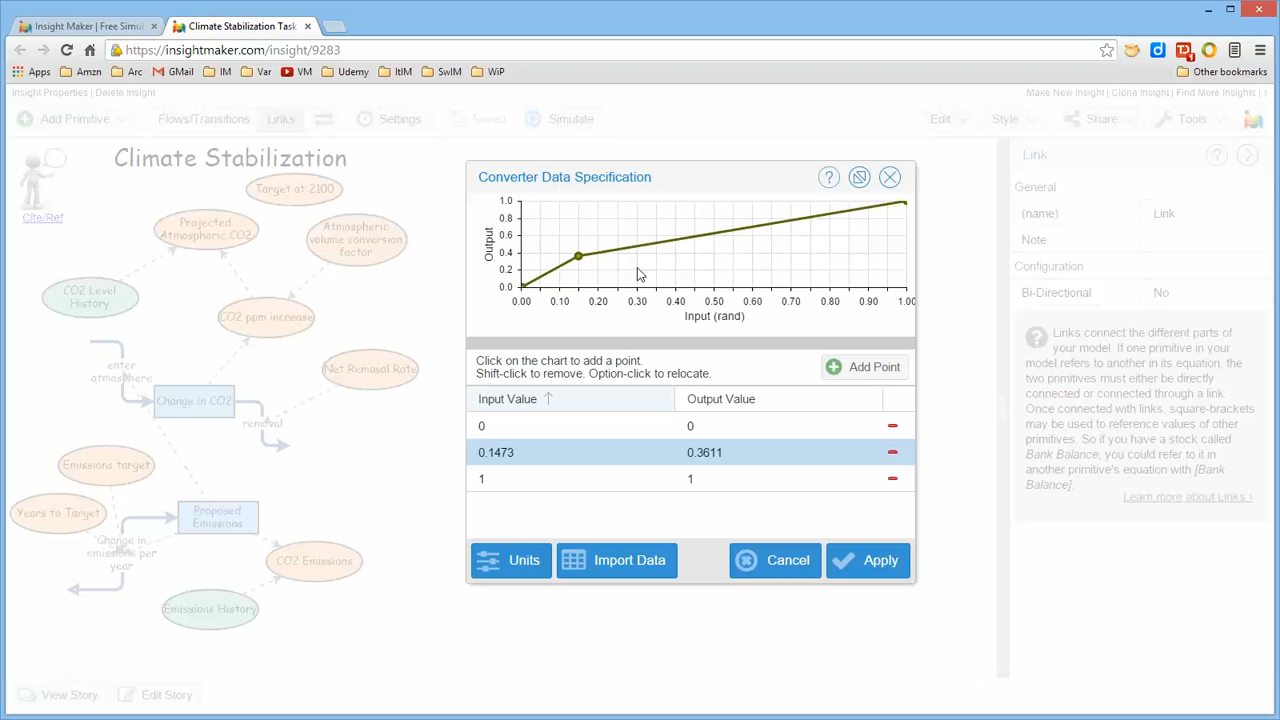 Insight Maker | Free Simul
Climate Stabilization Task
https://insightmaker.com/insight/9283
Apps
Amzn
Arc
GMail
IM
Var
VM
Udemy
ItIM
SwIM
WiP
Other bookmarks
Insight Properties | Delete Insight
Make New Insight | Clone Insight | Find More Insights |
Add Primitive
Flows/Transitions
Links
Settings
Saved
Simulate
Edit
Style
Share
Tools
Climate Stabilization
Cite/Ref
Target at 2100
Projected
Atmospheric CO2
Atmospheric
volume conversion
factor
CO2 Level
History
CO2 ppm increase
enter
atmosphere
Net Removal Rate
Change in CO2
removal
Emissions target
Years to Target
Proposed
Emissions
Change in
emissions per
year
CO2 Emissions
Emissions History
View Story
Edit Story
Converter Data Specification
Output
1.0
0.8
0.6
0.4
0.2
0.0
0.00 0.10 0.20 0.30 0.40 0.50 0.60 0.70 0.80 0.90 1.00
Input (rand)
Click on the chart to add a point.
Shift-click to remove. Option-click to relocate.
Add Point
Input Value
Output Value
0 0
0.1473 0.3611
1 1
Units
Import Data
Cancel
Apply
Link
General
(name) Link
Note
Configuration
Bi-Directional No
Links connect the different parts of
your model. If one primitive in your
model refers to another in its equation, the
two primitives must either be directly
connected or connected through a link.
Once connected with links, square-brackets
may be used to reference values of other
primitives. So if you have a stock called
Bank Balance, you could refer to it in
another primitive's equation with [Bank
Balance].
Learn more about Links ›